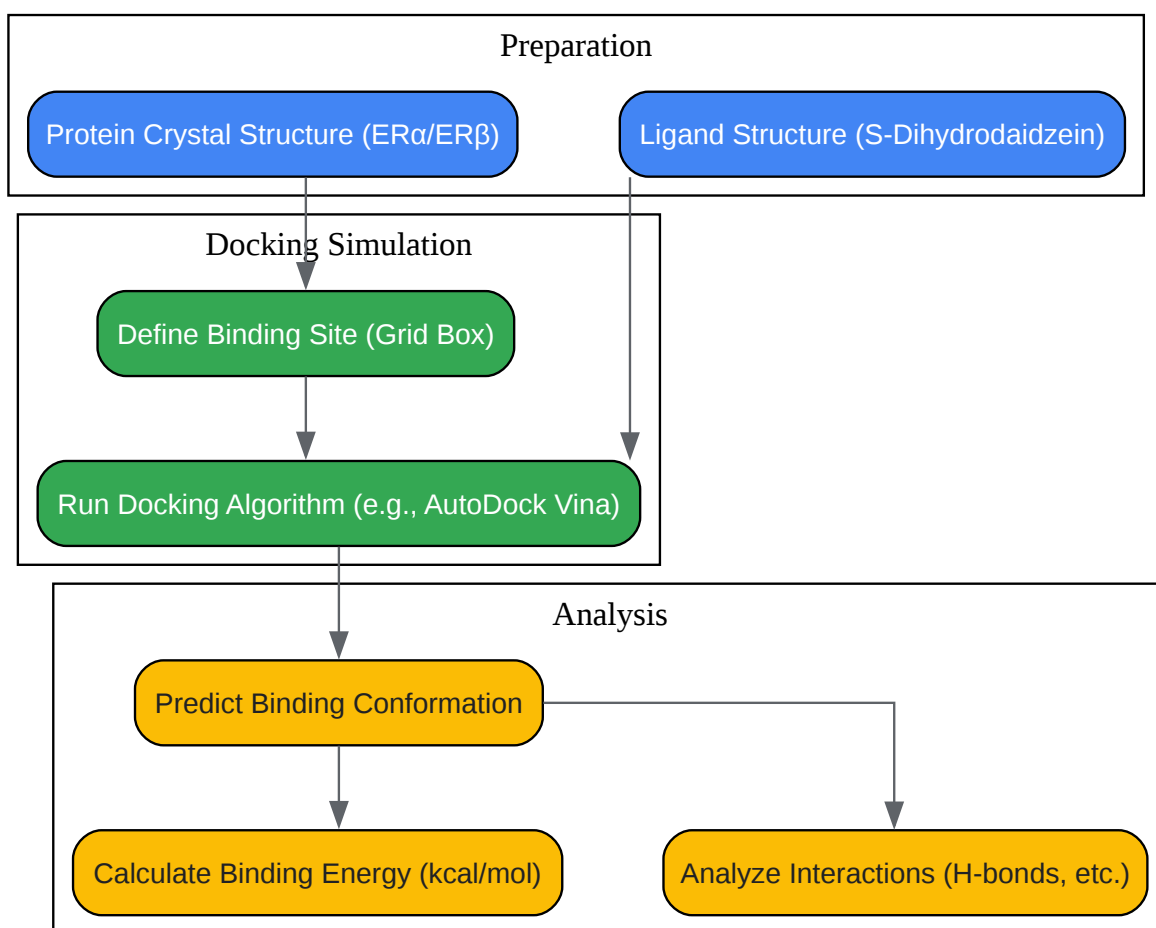 Preparation
Protein Crystal Structure (ERα/ERβ)
Ligand Structure (S-Dihydrodaidzein)
Docking Simulation
Define Binding Site (Grid Box)
Run Docking Algorithm (e.g., AutoDock Vina)
Analysis
Predict Binding Conformation
Calculate Binding Energy (kcal/mol)
Analyze Interactions (H-bonds, etc.)